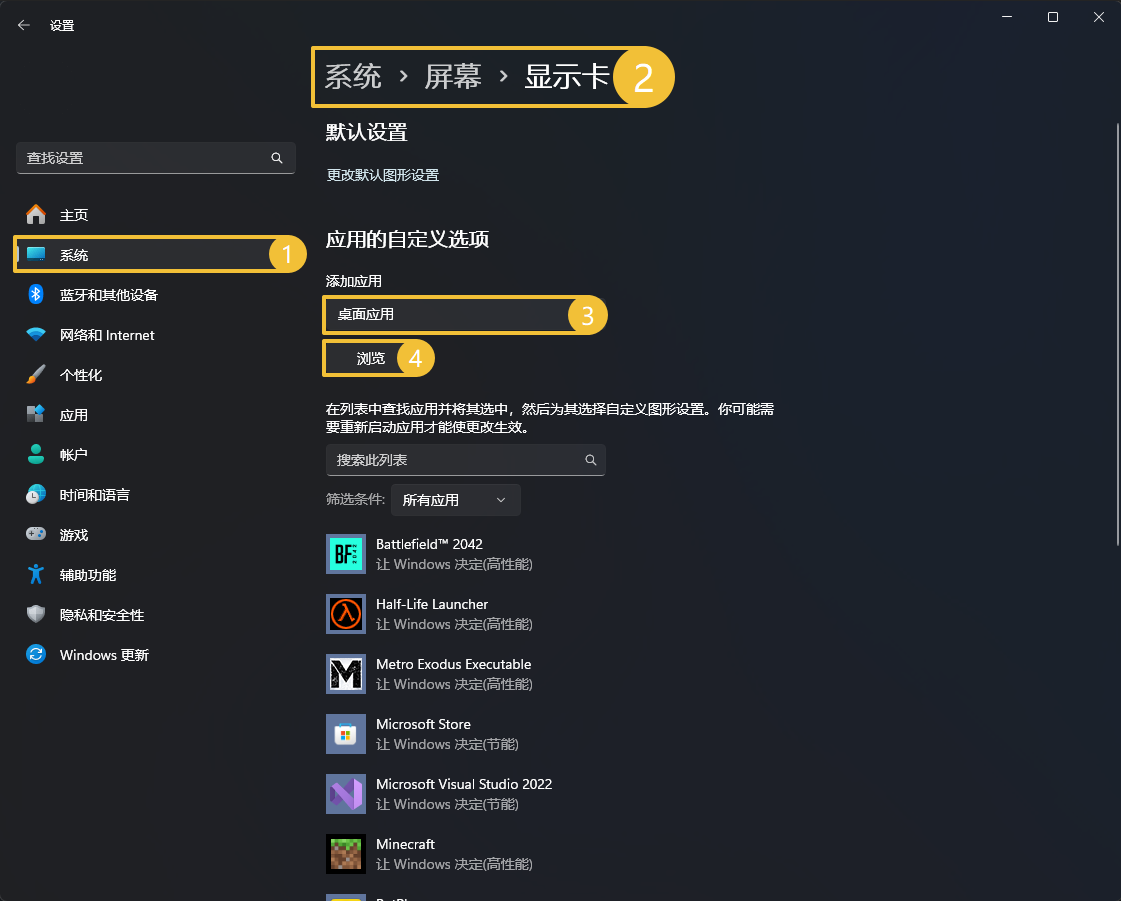 设置
系统 › 屏幕 › 显示卡 2
默认设置
查找设置
更改默认图形设置
主页
系统 1
蓝牙和其他设备
网络和 Internet
个性化
应用
帐户
时间和语言
游戏
辅助功能
隐私和安全性
Windows 更新
应用的自定义选项
添加应用
桌面应用 3
浏览 4
在列表中查找应用并将其选中，然后为其选择自定义图形设置。你可能需
要重新启动应用才能使更改生效。
搜索此列表
筛选条件: 所有应用
BF 2042
Battlefield™ 2042
让 Windows 决定(高性能)
Half-Life Launcher
让 Windows 决定(高性能)
Metro Exodus Executable
让 Windows 决定(高性能)
Microsoft Store
让 Windows 决定(节能)
Microsoft Visual Studio 2022
让 Windows 决定(节能)
Minecraft
让 Windows 决定(高性能)